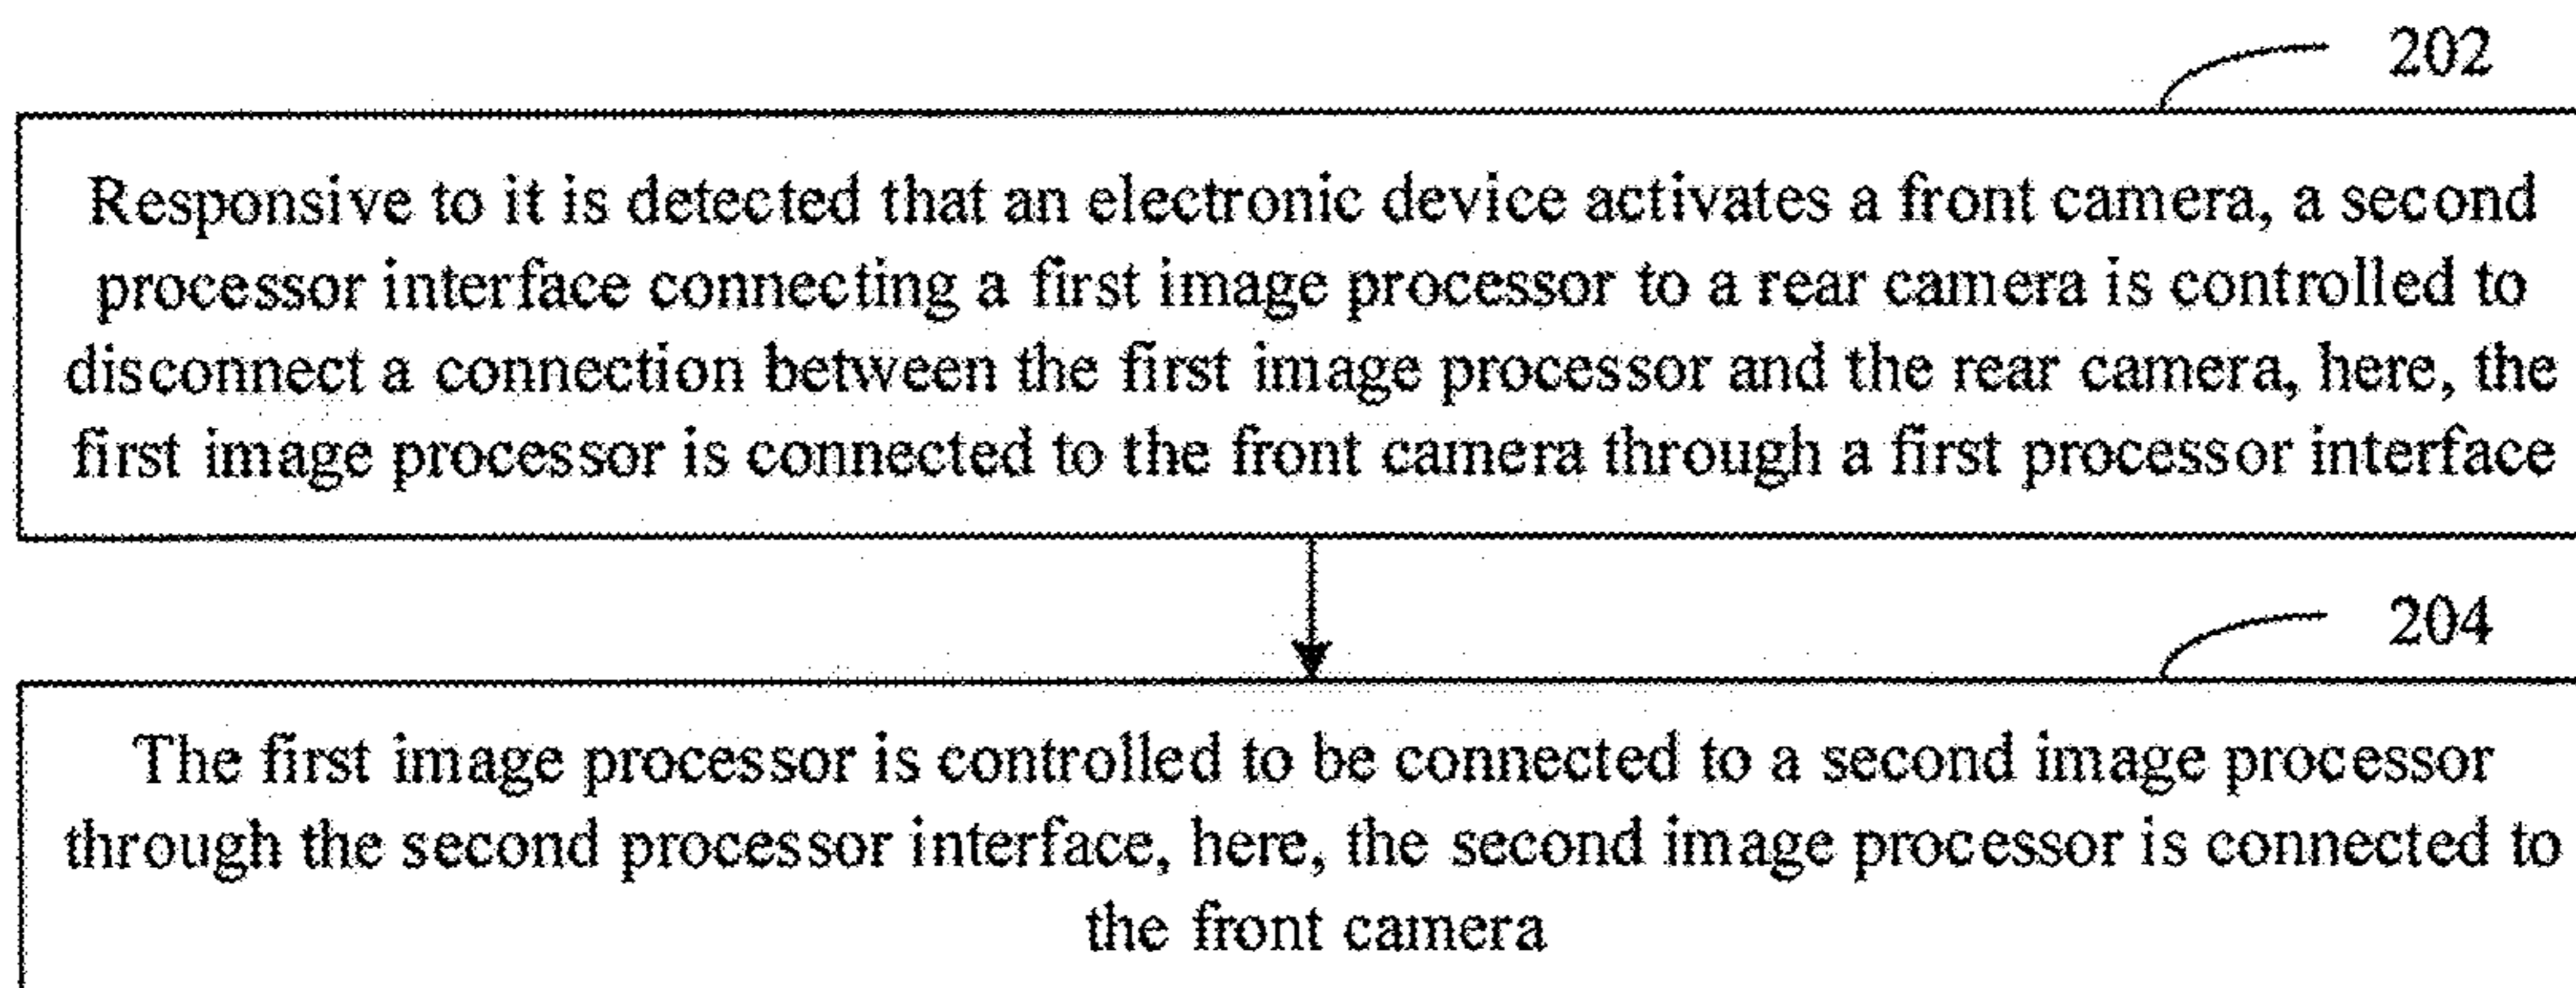 202
Responsive to it is detected that an electronic device activates a front camera, a second
processor interface connecting a first image processor to a rear camera is controlled to
disconnect a connection between the first image processor and the rear camera, here, the
first image processor is connected to the front camera through a first processor interface
204
The first image processor is controlled to be connected to a second image processor
through the second processor interface, here, the second image processor is connected to
the front camera